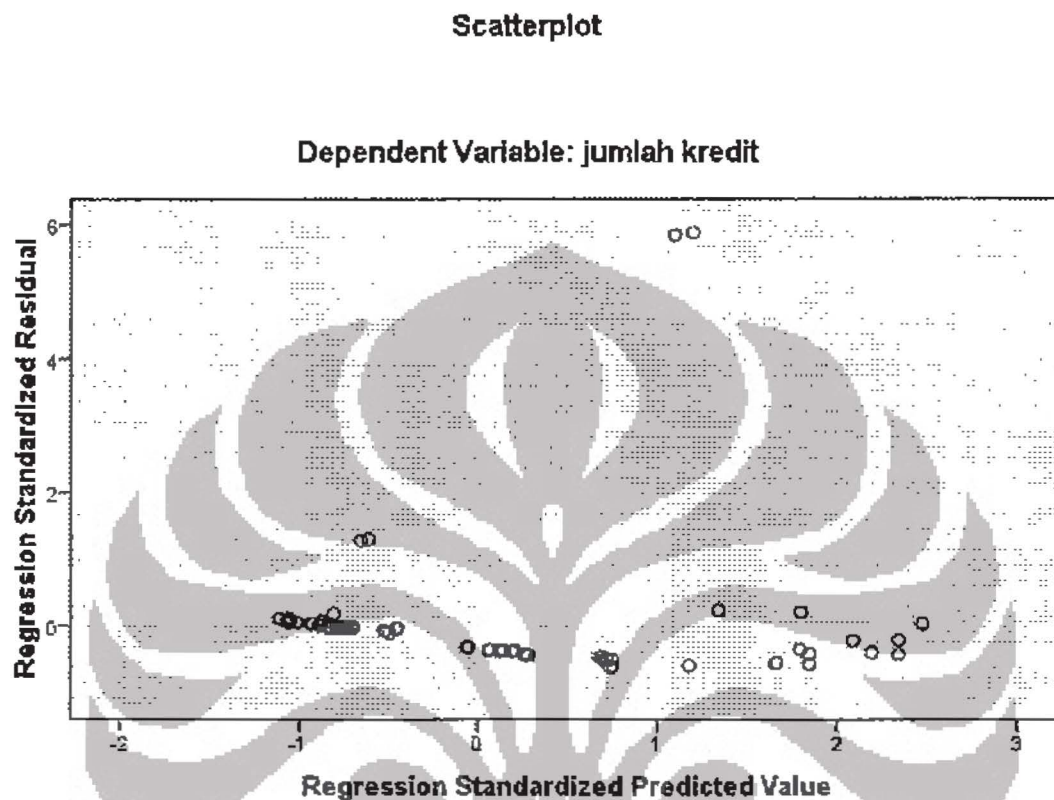 Scatterplot
Dependent Variable: jumlah kredit
Regression Standardized Residual
6
4
2
0
-2
-1
0
1
2
3
Regression Standardized Predicted Value